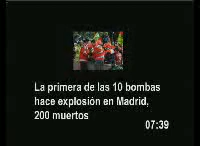 La primera de las 10 bombas
hace explosión en Madrid,
200 muertos
07:39